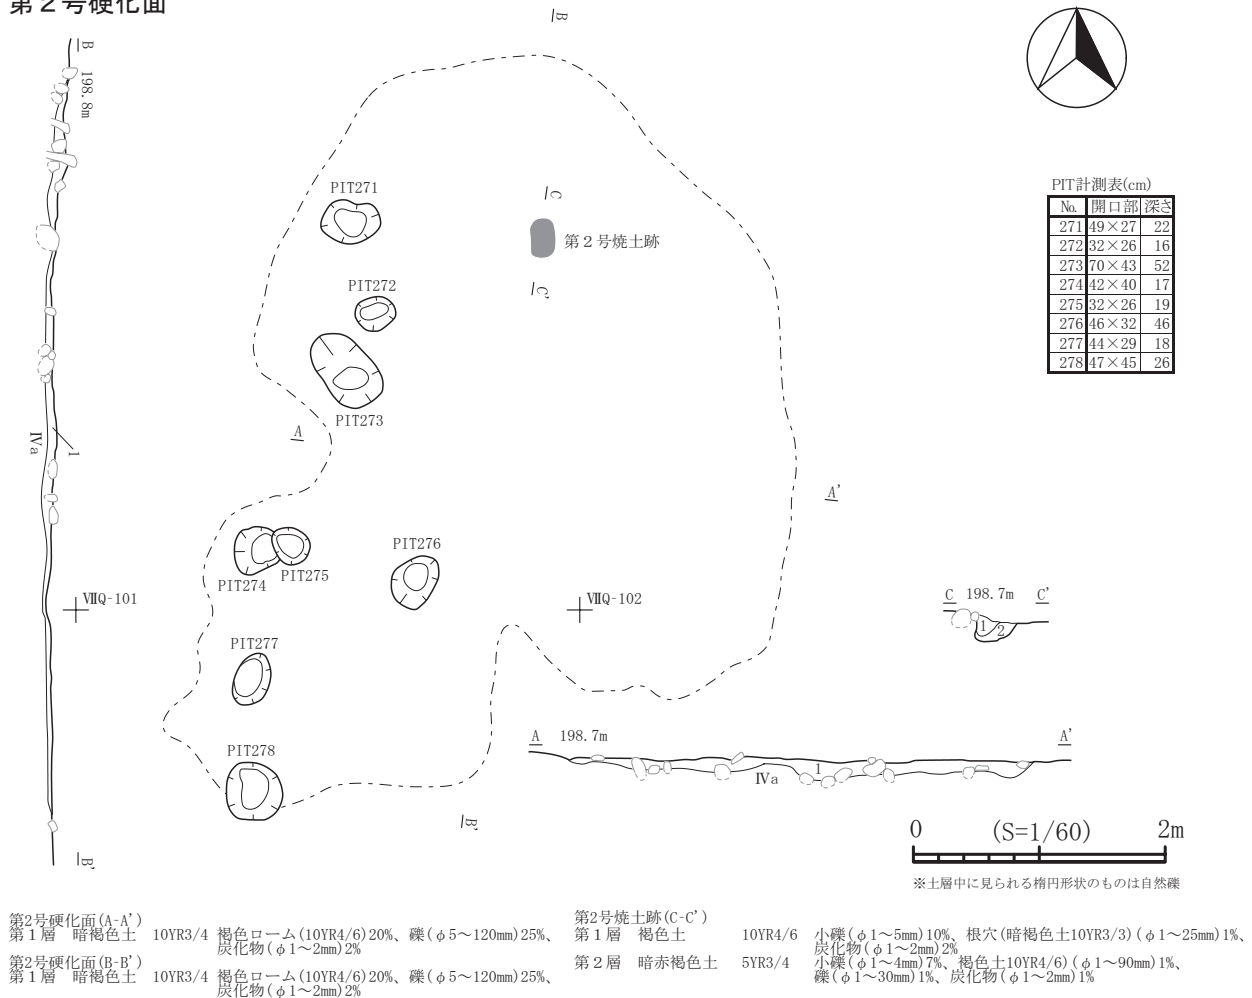 第２号硬化面
B
B
198.8m
PIT271
C
第２号焼土跡
C'
PIT272
PIT273
A
A'
Ⅳa
1
PIT274
PIT275
PIT276
ⅦQ-101
ⅦQ-102
PIT277
PIT278
B'
B'
PIT計測表(cm)
No. 開口部 深さ
271 49×27 22
272 32×26 16
273 70×43 52
274 42×40 17
275 32×26 19
276 46×32 46
277 44×29 18
278 47×45 26
C 198.7m C'
1 2
A 198.7m A'
Ⅳa 1
0 (S=1/60) 2m
※土層中に見られる楕円形状のものは自然礫
第2号硬化面(A-A')
第１層 暗褐色土 10YR3/4 褐色ローム(10YR4/6)20%、礫(φ5〜120mm)25%、
炭化物(φ1〜2mm)2%
第2号硬化面(B-B')
第１層 暗褐色土 10YR3/4 褐色ローム(10YR4/6)20%、礫(φ5〜120mm)25%、
炭化物(φ1〜2mm)2%
第2号焼土跡(C-C')
第１層 褐色土 10YR4/6 小礫(φ1〜5mm)10%、根穴(暗褐色土10YR3/3)(φ1〜25mm)1%、
炭化物(φ1〜2mm)2%
第２層 暗赤褐色土 5YR3/4 小礫(φ1〜4mm)7%、褐色土10YR4/6)(φ1〜90mm)1%、
礫(φ1〜30mm)1%、炭化物(φ1〜2mm)1%